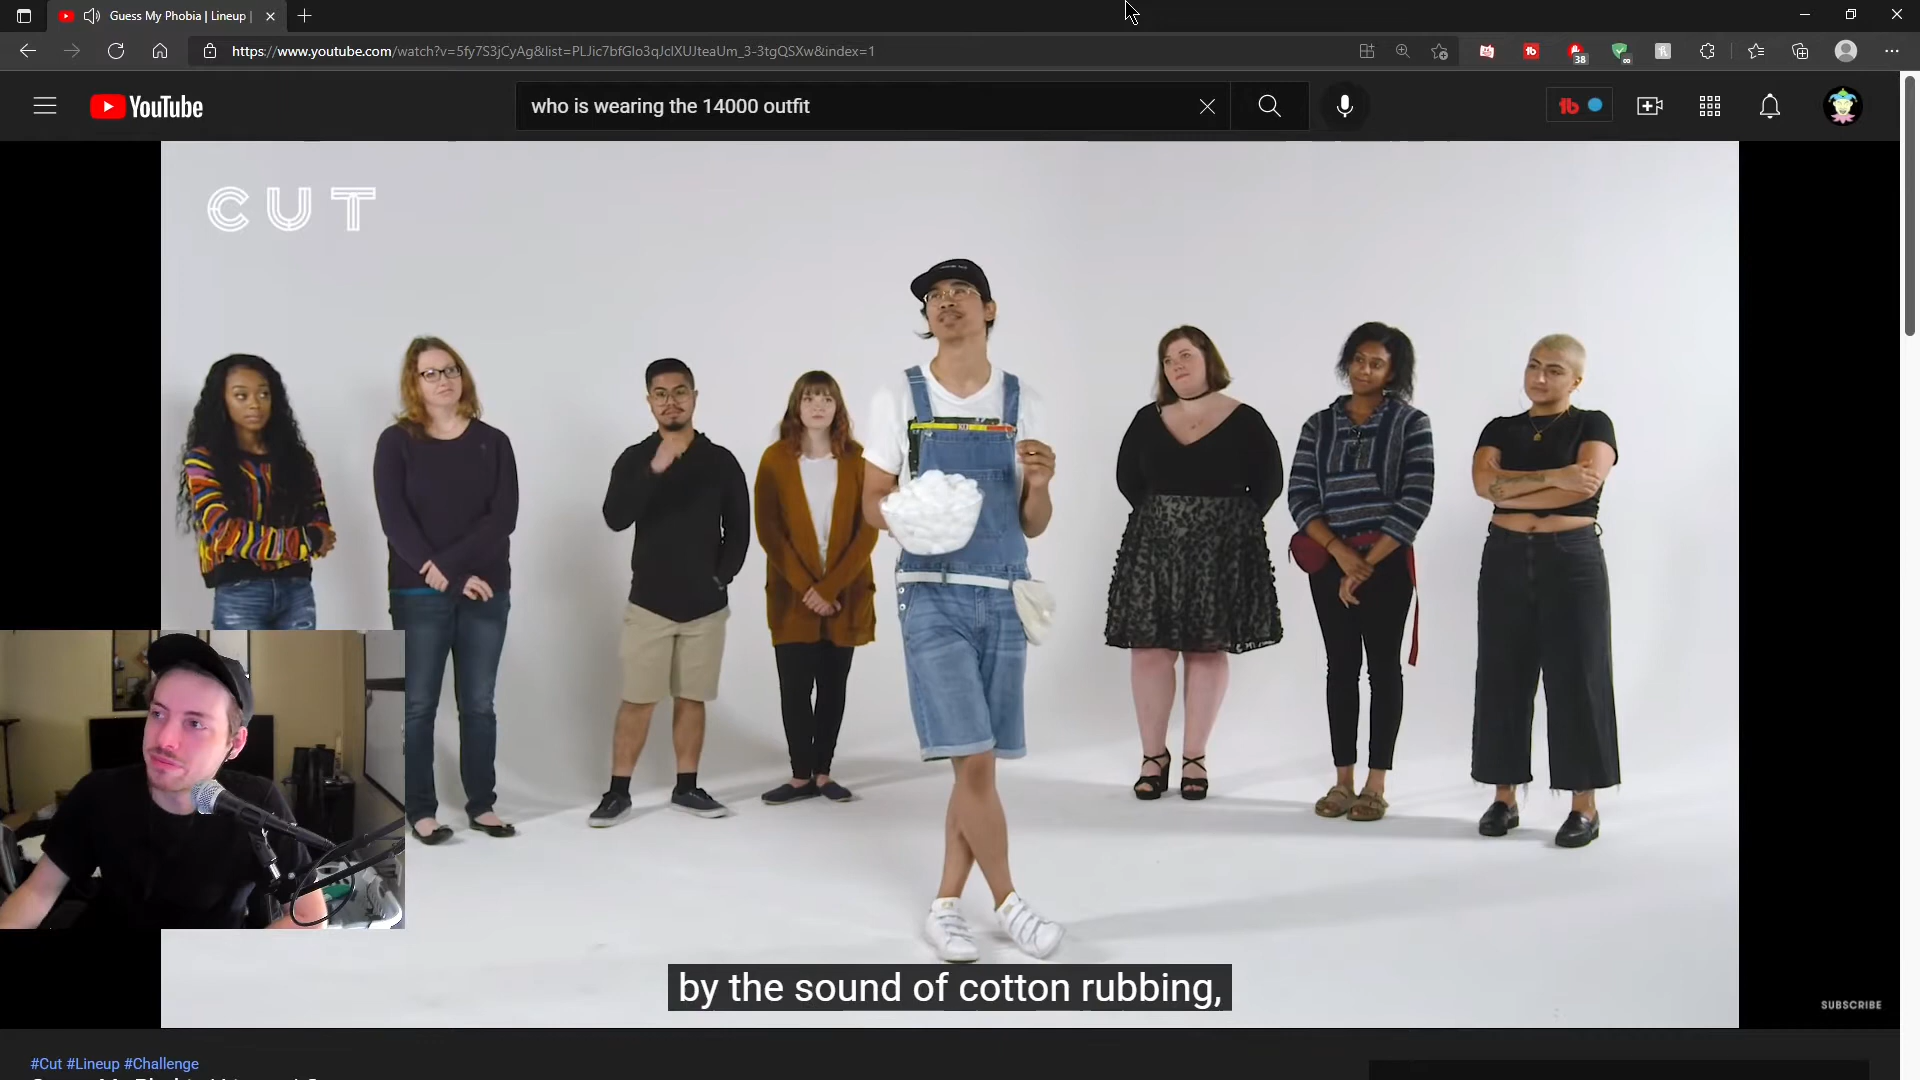 Guess My Phobia | Lineup |
https://www.youtube.com/watch?v=5fy7S3jCyAg&list=PLJic7bfGlo3qJclXUJteaUm_3-3tgQSXw&index=1
38
YouTube
who is wearing the 14000 outfit
CUT
by the sound of cotton rubbing,
SUBSCRIBE
#Cut #Lineup #Challenge